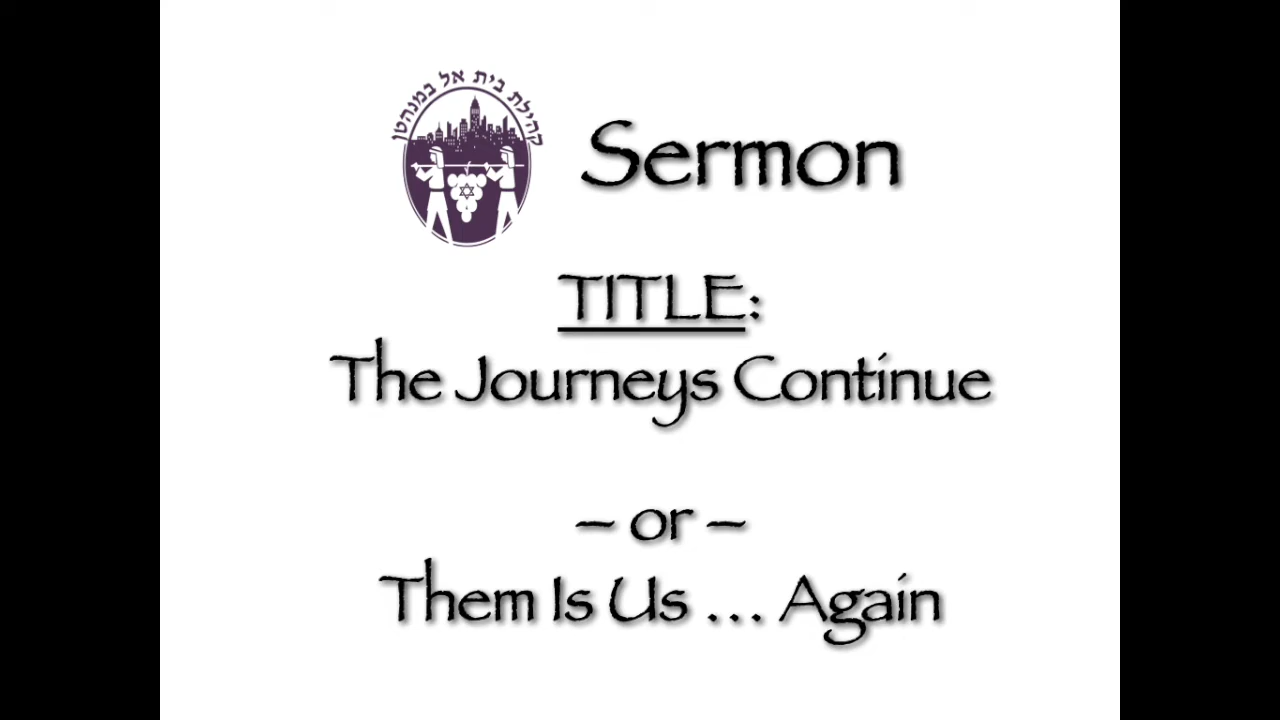 קהילת בית אל במנהטן
Sermon
TITLE:
The Journeys Continue
– or –
Them Is Us ... Again